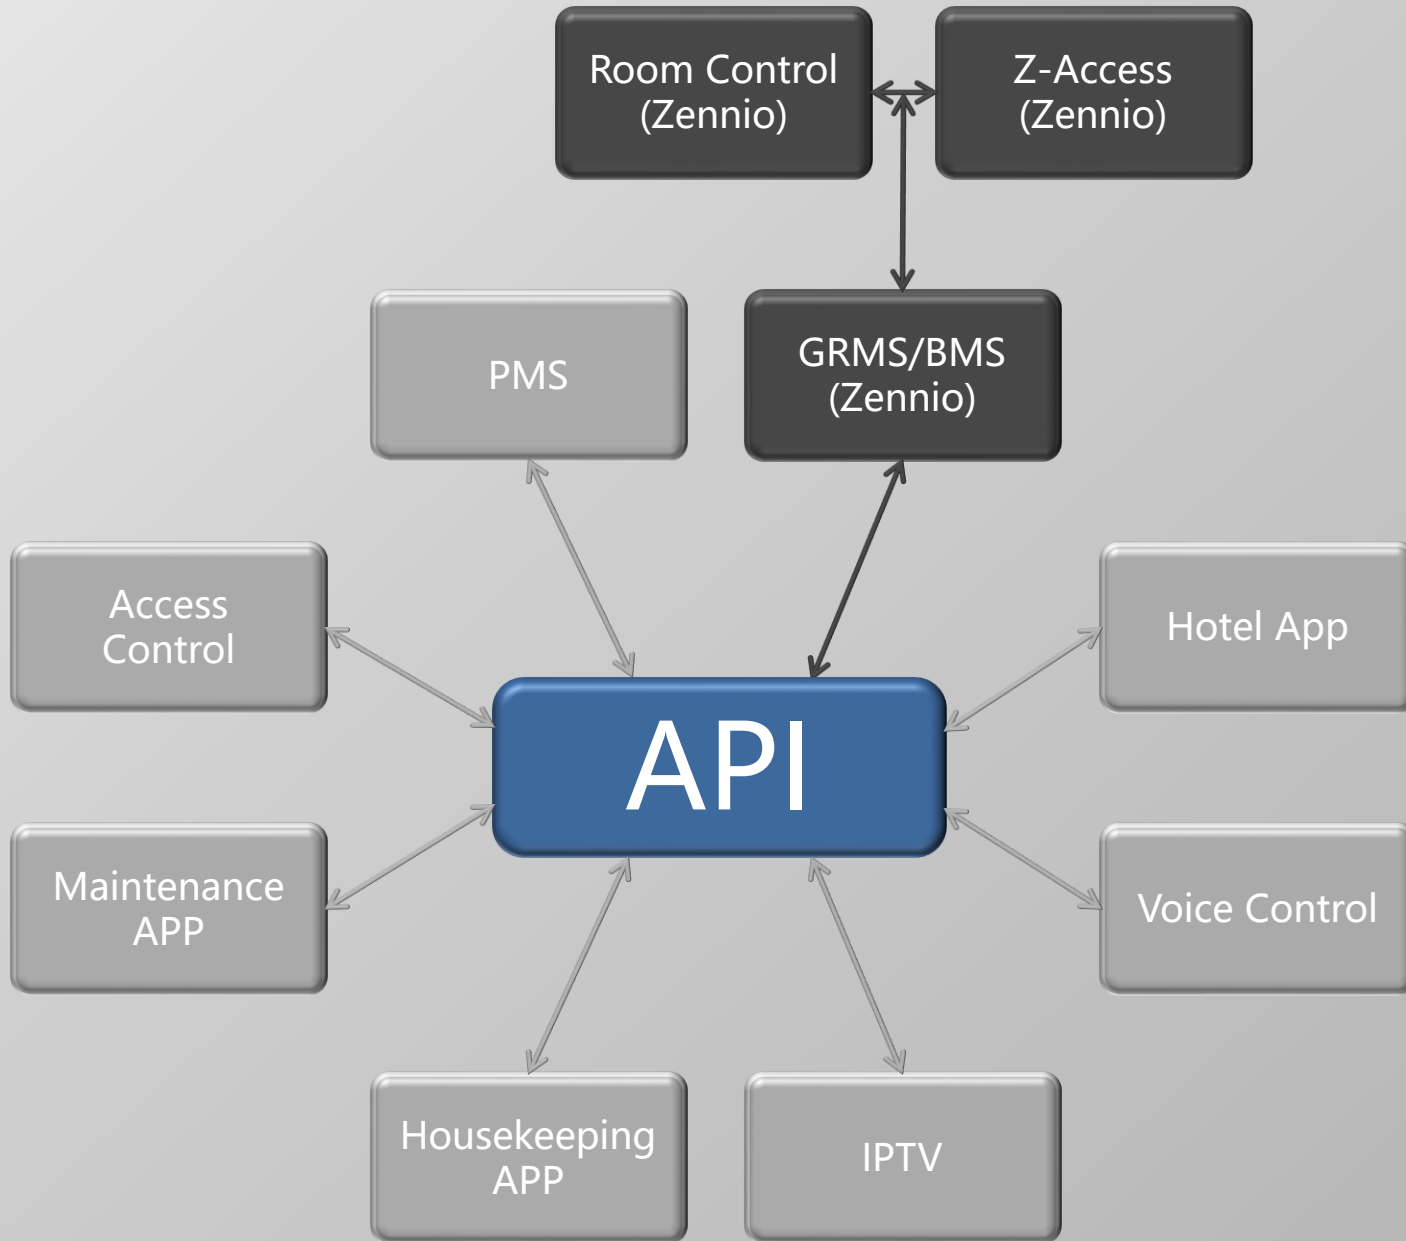 Room Control
(Zennio)
Z-Access
(Zennio)
PMS
GRMS/BMS
(Zennio)
Access
Control
Hotel App
API
Maintenance
APP
Voice Control
Housekeeping
APP
IPTV